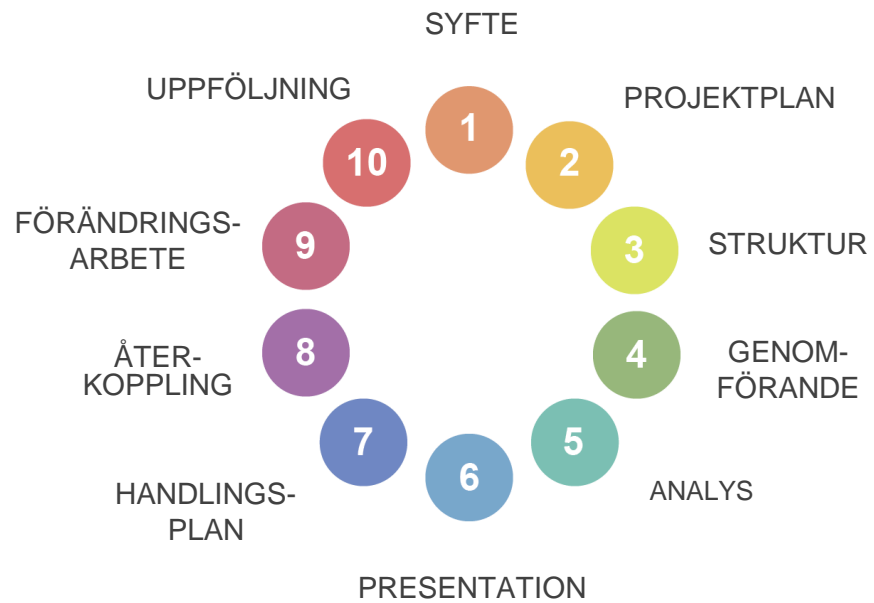 SYFTE
1
PROJEKTPLAN
2
STRUKTUR
3
GENOM-
FÖRANDE
4
ANALYS
5
PRESENTATION
6
HANDLINGS-
PLAN
7
ÅTER-
KOPPLING
8
FÖRÄNDRINGS-
ARBETE
9
UPPFÖLJNING
10